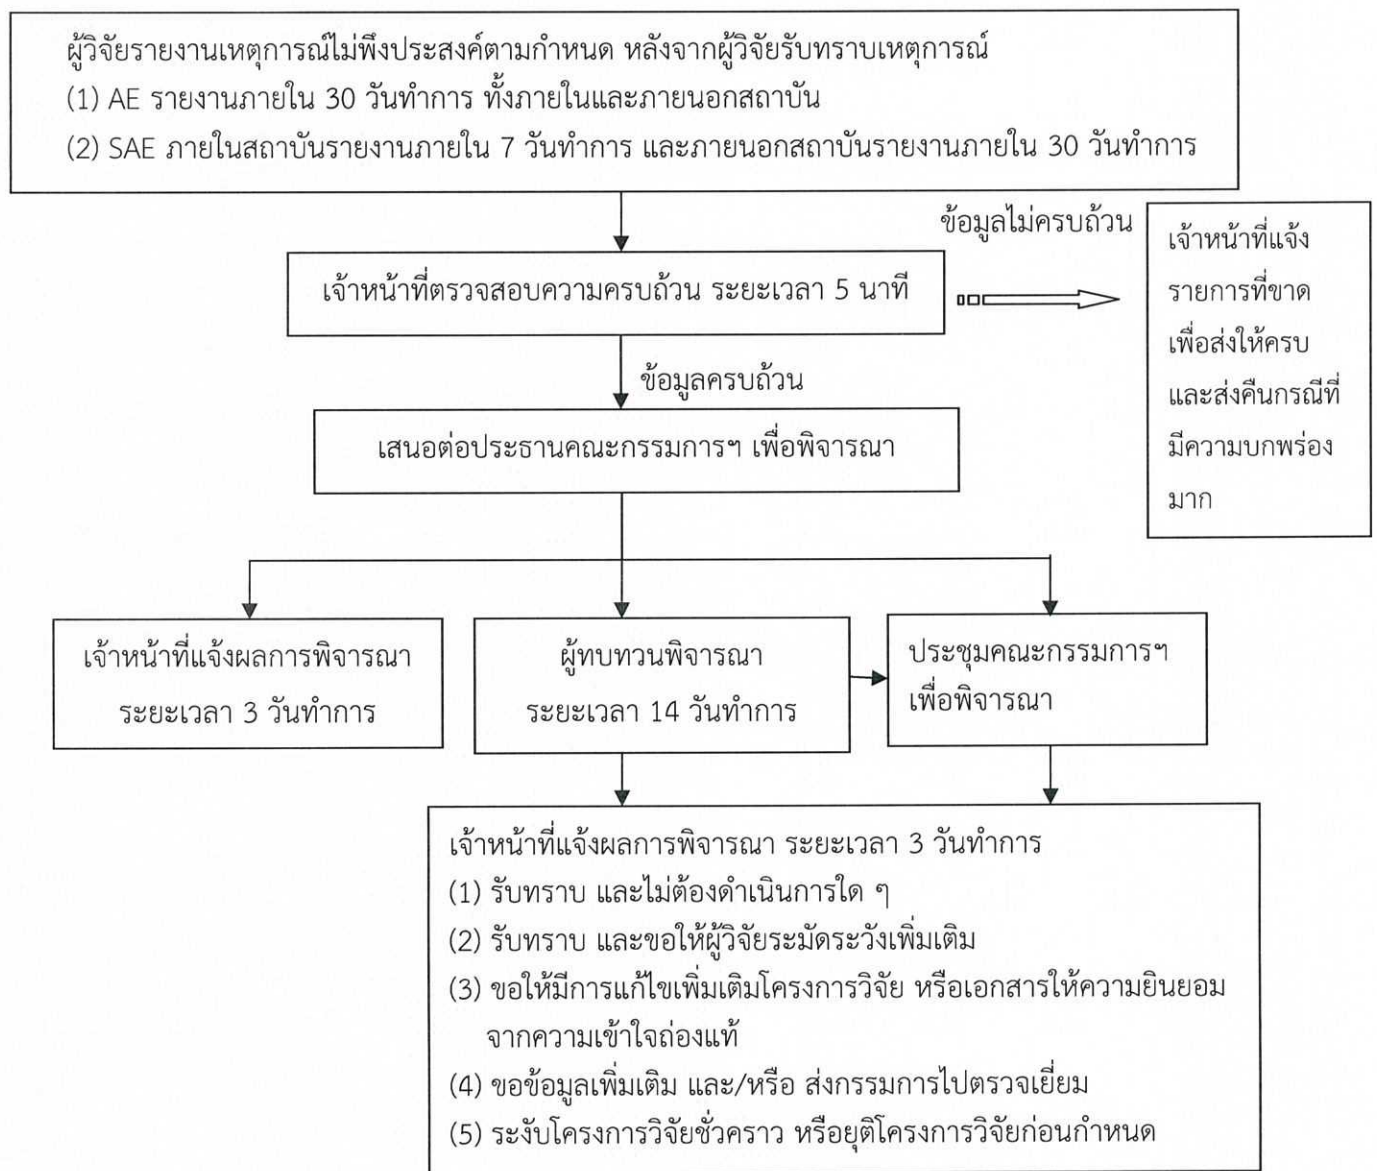 ผู้วิจัยรายงานเหตุการณ์ไม่พึงประสงค์ตามกำหนด หลังจากผู้วิจัยรับทราบเหตุการณ์
(1) AE รายงานภายใน 30 วันทำการ ทั้งภายในและภายนอกสถาบัน
(2) SAE ภายในสถาบันรายงานภายใน 7 วันทำการ และภายนอกสถาบันรายงานภายใน 30 วันทำการ
ข้อมูลไม่ครบถ้วน
เจ้าหน้าที่ตรวจสอบความครบถ้วน ระยะเวลา 5 นาที
เจ้าหน้าที่แจ้ง
รายการที่ขาด
เพื่อส่งให้ครบ
และส่งคืนกรณีที่
มีความบกพร่อง
มาก
ข้อมูลครบถ้วน
เสนอต่อประธานคณะกรรมการฯ เพื่อพิจารณา
เจ้าหน้าที่แจ้งผลการพิจารณา
ระยะเวลา 3 วันทำการ
ผู้ทบทวนพิจารณา
ระยะเวลา 14 วันทำการ
ประชุมคณะกรรมการฯ
เพื่อพิจารณา
เจ้าหน้าที่แจ้งผลการพิจารณา ระยะเวลา 3 วันทำการ
(1) รับทราบ และไม่ต้องดำเนินการใด ๆ
(2) รับทราบ และขอให้ผู้วิจัยระมัดระวังเพิ่มเติม
(3) ขอให้มีการแก้ไขเพิ่มเติมโครงการวิจัย หรือเอกสารให้ความยินยอม
จากความเข้าใจถ่องแท้
(4) ขอข้อมูลเพิ่มเติม และ/หรือ ส่งกรรมการไปตรวจเยี่ยม
(5) ระงับโครงการวิจัยชั่วคราว หรือยุติโครงการวิจัยก่อนกำหนด